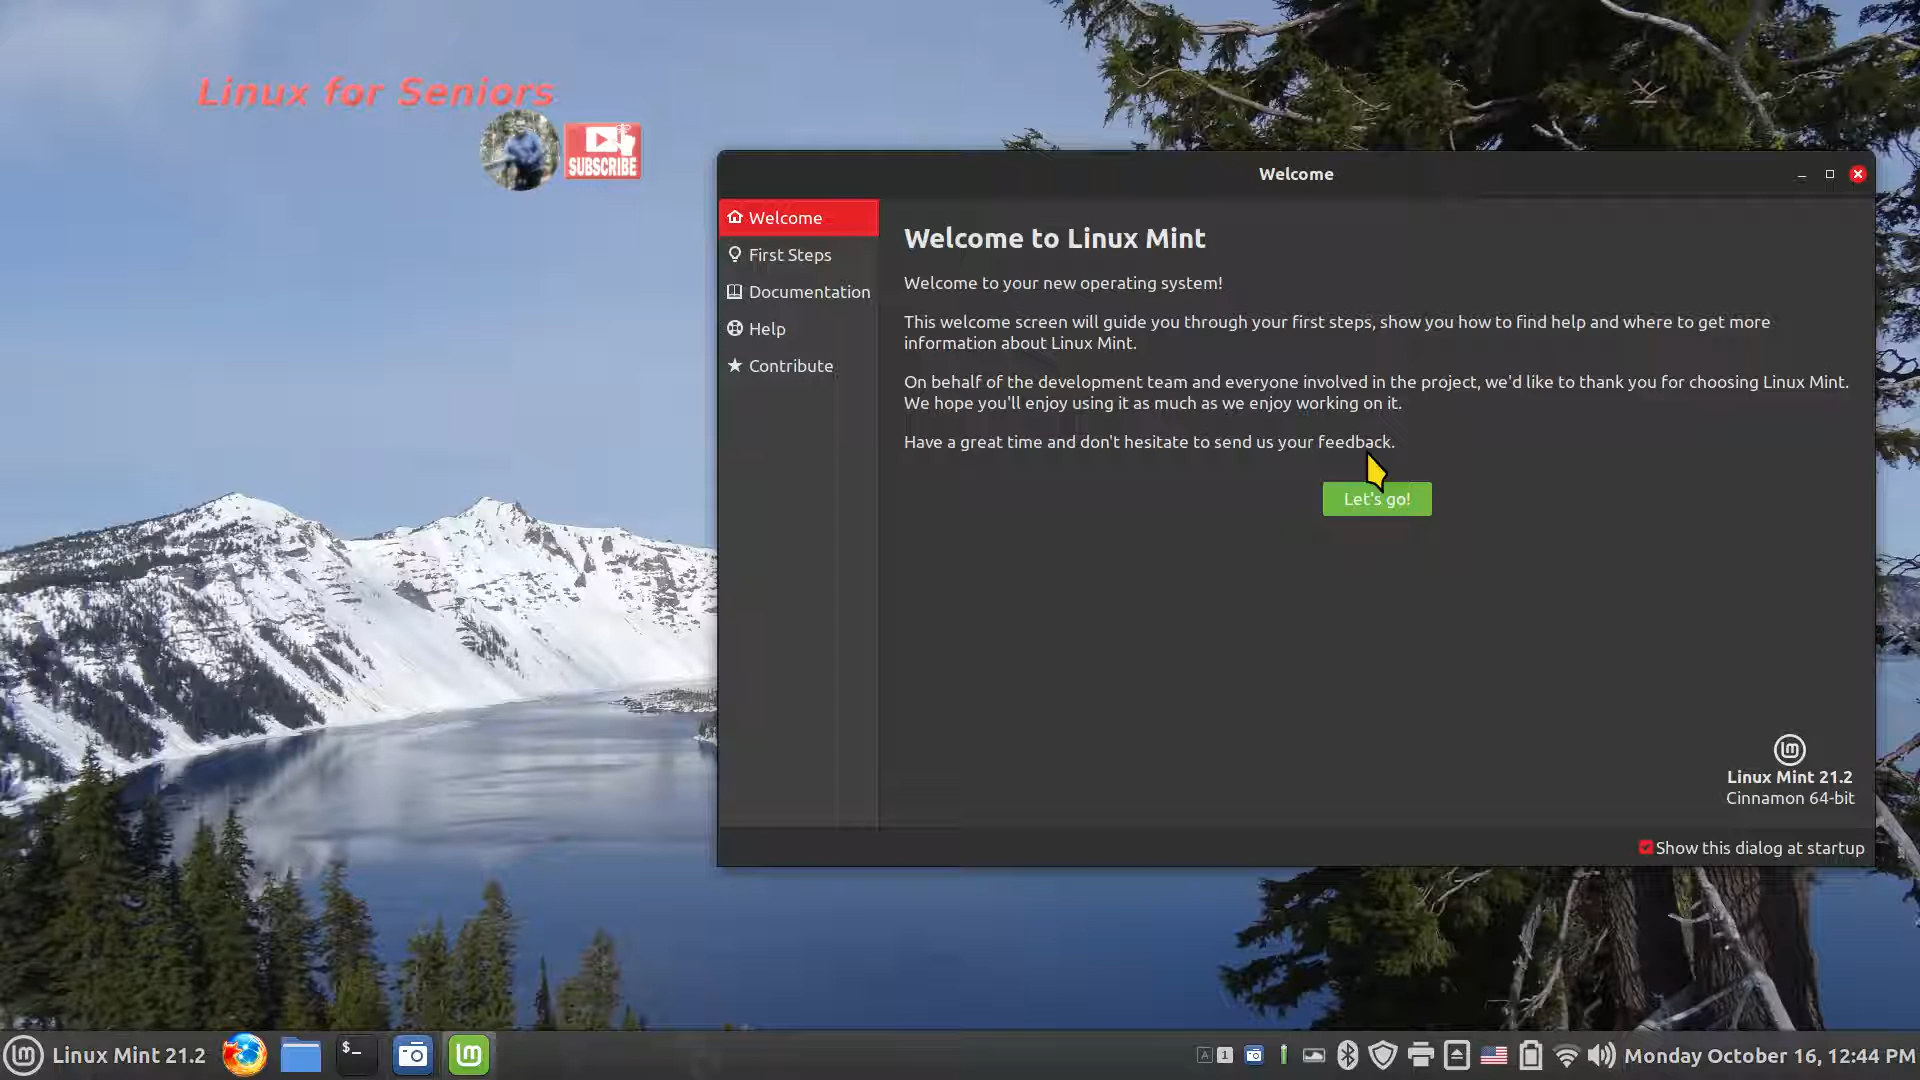 Linux for Seniors
SUBSCRIBE
Welcome
Welcome
First Steps
Documentation
Help
Contribute
Welcome to Linux Mint
Welcome to your new operating system!
This welcome screen will guide you through your first steps, show you how to find help and where to get more
information about Linux Mint.
On behalf of the development team and everyone involved in the project, we'd like to thank you for choosing Linux Mint.
We hope you'll enjoy using it as much as we enjoy working on it.
Have a great time and don't hesitate to send us your feedback.
Let's go!
Linux Mint 21.2
Cinnamon 64-bit
Show this dialog at startup
Linux Mint 21.2
$_
A 1
Monday October 16, 12:44 PM